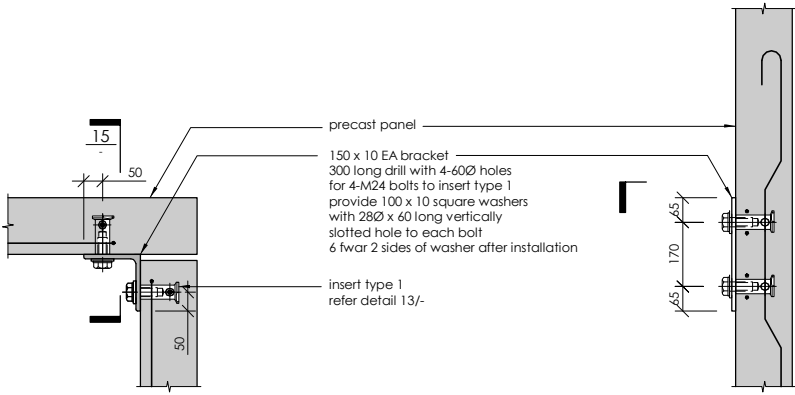 precast panel
15
-
50
150 x 10 EA bracket
300 long drill with 4-60Ø holes
for 4-M24 bolts to insert type 1
provide 100 x 10 square washers
with 28Ø x 60 long vertically
slotted hole to each bolt
6 fwar 2 sides of washer after installation
insert type 1
refer detail 13/-
50
65
170
65